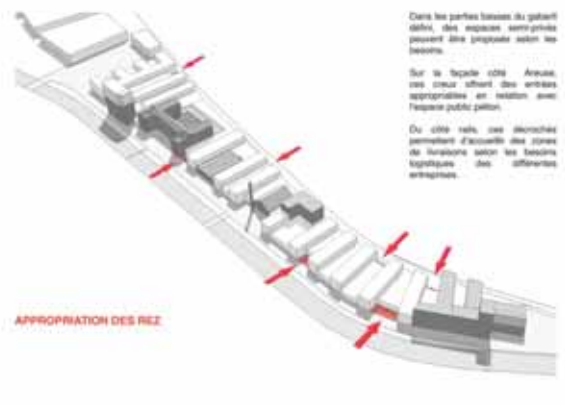 Dans les parties basses du gabarit
défini, des espaces semi-privés
peuvent être proposés selon les
besoins.
Sur la façade côté Areuse,
ces creux offrent des entrées
appropriables en relation avec
l'espace public piéton.
Du côté rails, ces décrochés
permettent d'accueillir des zones
de livraisons selon les besoins
logistiques des différentes
entreprises.
APPROPRIATION DES REZ